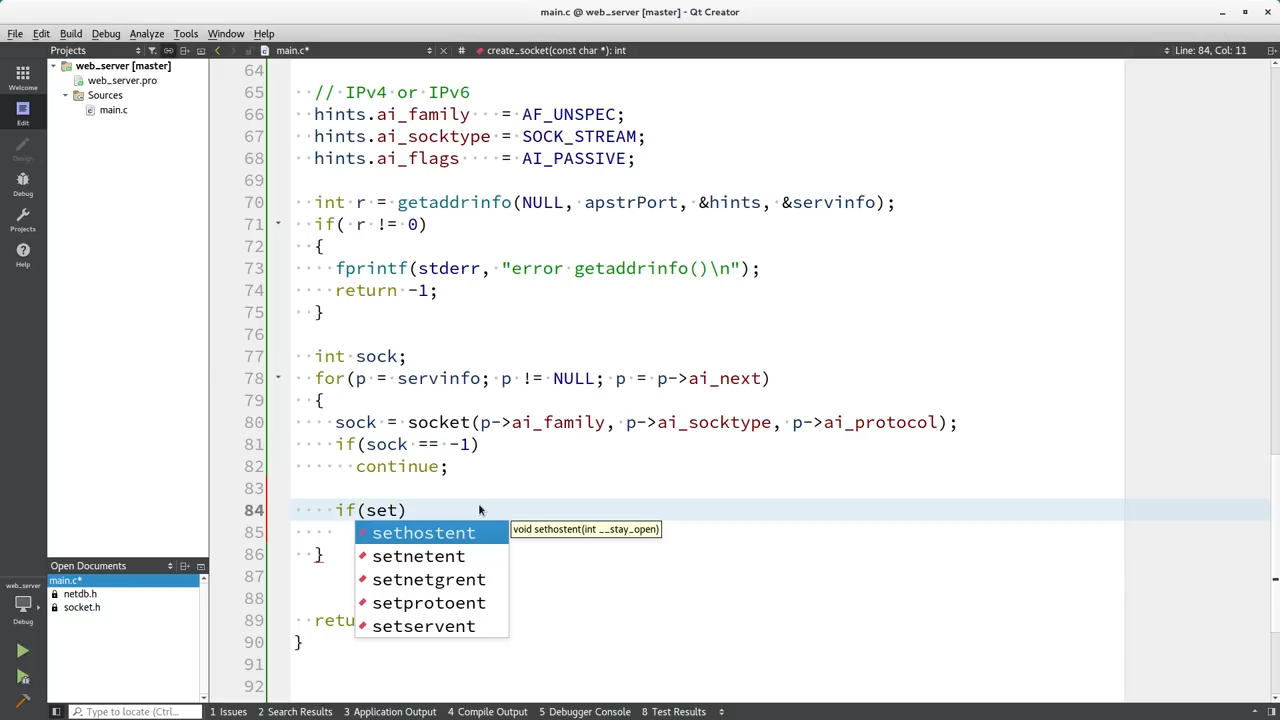 main.c @ web_server [master] - Qt Creator
File Edit Build Debug Analyze Tools Window Help
Projects main.c* # create_socket(const char *): int Line: 84, Col: 11
Welcome
Edit
Design
Debug
Projects
Help
web_server
Debug
web_server [master]
web_server.pro
Sources
main.c
Open Documents
main.c*
netdb.h
socket.h
64
65 // IPv4 or IPv6
66 hints.ai_family = AF_UNSPEC;
67 hints.ai_socktype = SOCK_STREAM;
68 hints.ai_flags = AI_PASSIVE;
69
70 int r = getaddrinfo(NULL, apstrPort, &hints, &servinfo);
71 if( r != 0)
72 {
73 fprintf(stderr, "error getaddrinfo()\n");
74 return -1;
75 }
76
77 int sock;
78 for(p = servinfo; p != NULL; p = p->ai_next)
79 {
80 sock = socket(p->ai_family, p->ai_socktype, p->ai_protocol);
81 if(sock == -1)
82 continue;
83
84 if(set)
85
86 }
87
88
89 retu
90 }
91
92
sethostent void sethostent(int __stay_open)
setnetent
setnetgrent
setprotoent
setservent
Type to locate (Ctrl... 1 Issues 2 Search Results 3 Application Output 4 Compile Output 5 Debugger Console 8 Test Results